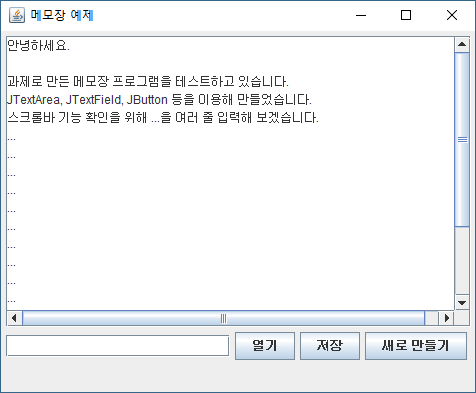 메모장 예제
안녕하세요.
과제로 만든 메모장 프로그램을 테스트하고 있습니다.
JTextArea, JTextField, JButton 등을 이용해 만들었습니다.
스크롤바 기능 확인을 위해 ...을 여러 줄 입력해 보겠습니다.
...
...
...
...
...
...
...
...
...
...
열기 저장 새로 만들기